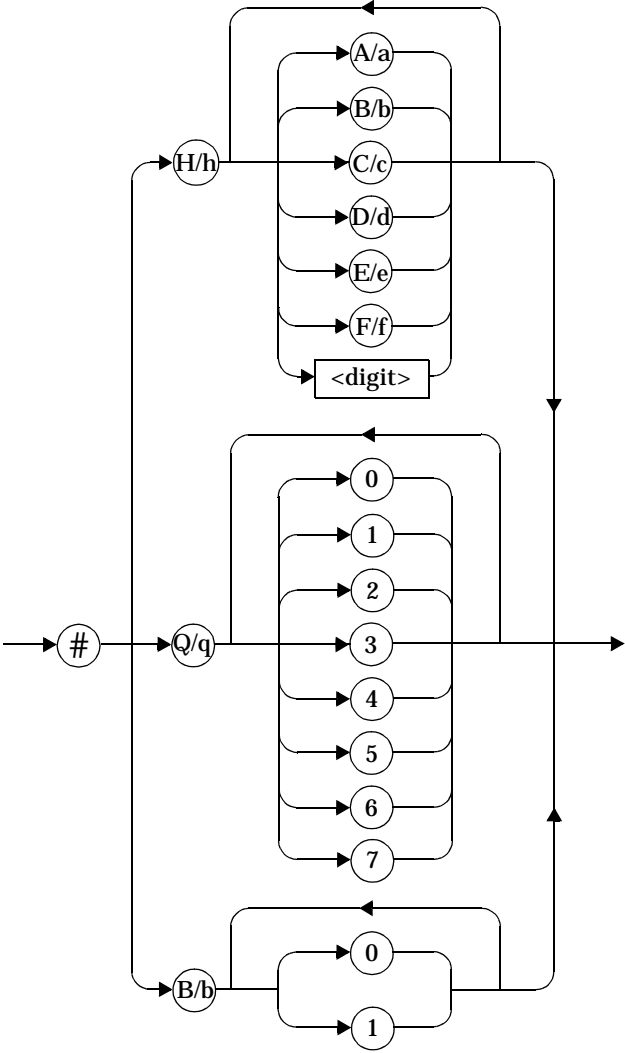 A/a
B/b
H/h
C/c
D/d
E/e
F/f
<digit>
0
1
2
# Q/q 3
4
5
6
7
0
B/b
1